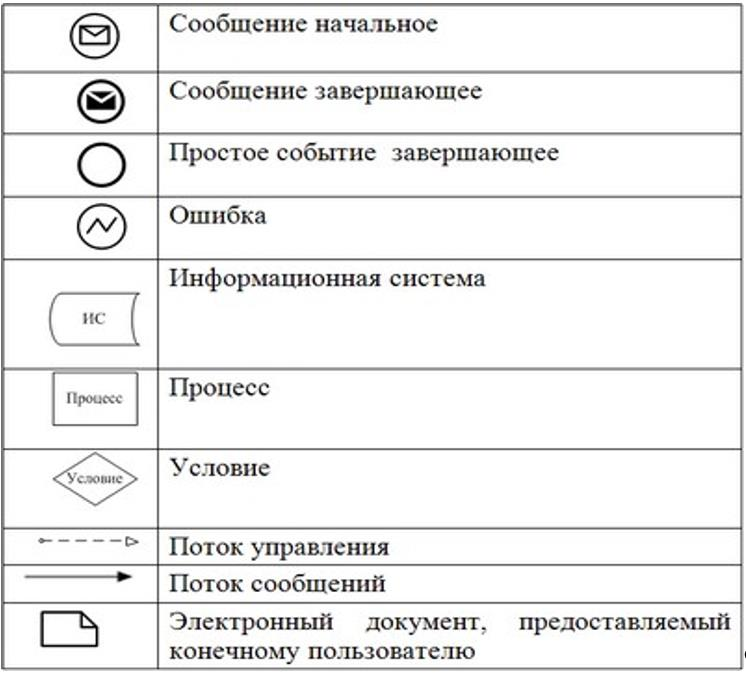 Сообщение начальное
Сообщение завершающее
Простое событие завершающее
Ошибка
Информационная система
ИС
Процесс
Процесс
Условие
Условие
Поток управления
Поток сообщений
Электронный документ, предоставляемый
конечному пользователю